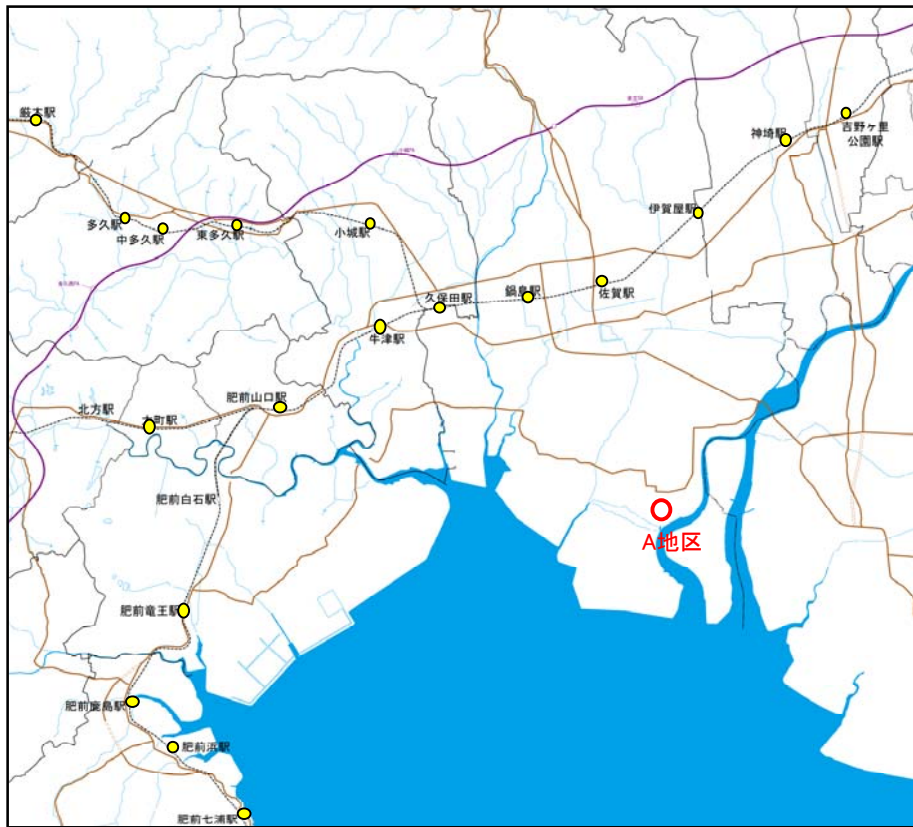 厳木駅
多久駅
中多久駅
東多久駅
小城駅
久保田駅
鍋島駅
佐賀駅
伊賀屋駅
神埼駅
吉野ヶ里
公園駅
牛津駅
肥前山口駅
北方駅
大町駅
肥前白石駅
肥前竜王駅
肥前鹿島駅
肥前浜駅
肥前七浦駅
A地区